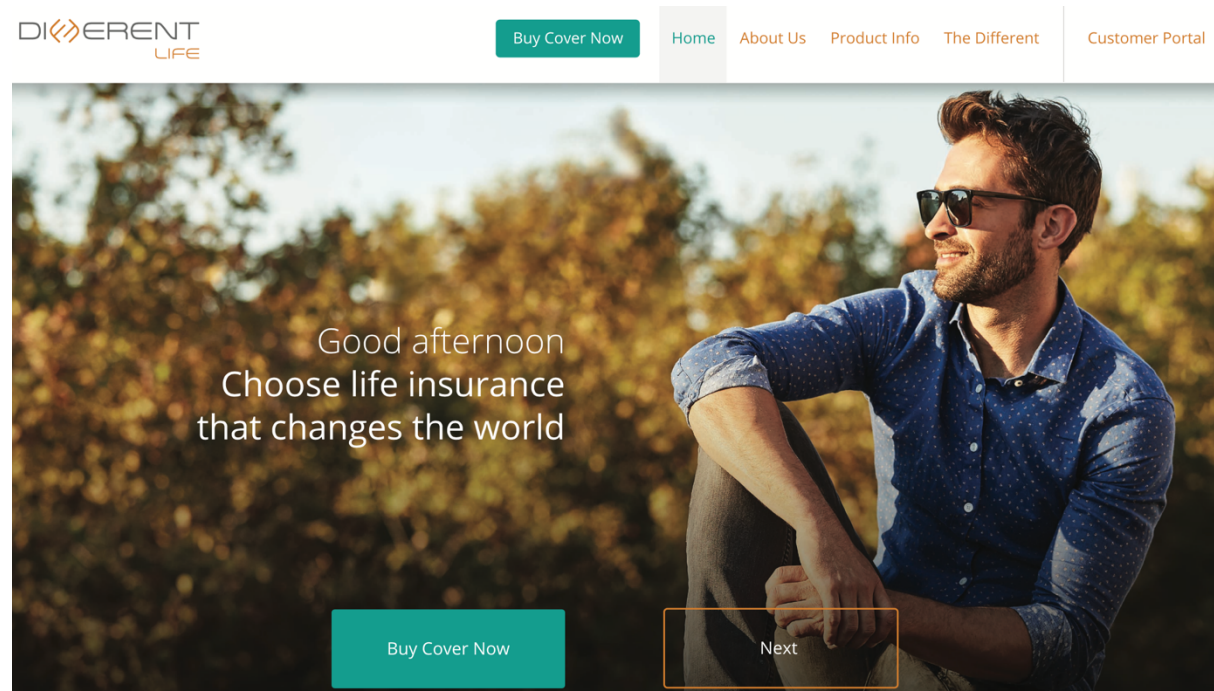 DIFFERENT
LIFE
Buy Cover Now
Home
About Us
Product Info
The Different
Customer Portal
Good afternoon
Choose life insurance
that changes the world
Buy Cover Now
Next